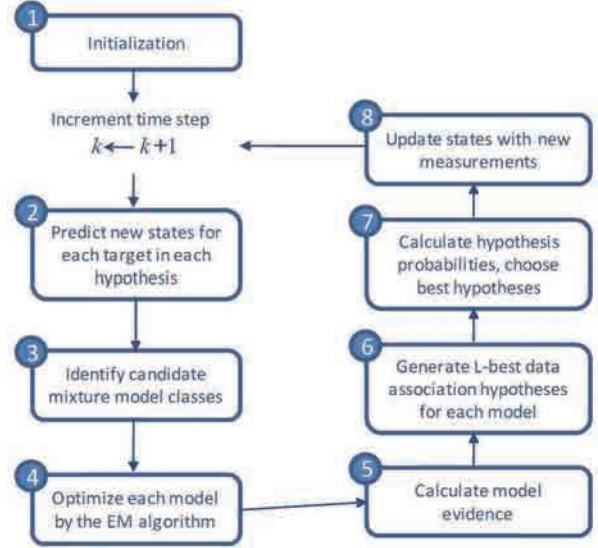 1
Initialization
Increment time step
k ← k+1
2
Predict new states for
each target in each
hypothesis
3
Identify candidate
mixture model classes
4
Optimize each model
by the EM algorithm
5
Calculate model
evidence
6
Generate L-best data
association hypotheses
for each model
7
Calculate hypothesis
probabilities, choose
best hypotheses
8
Update states with new
measurements